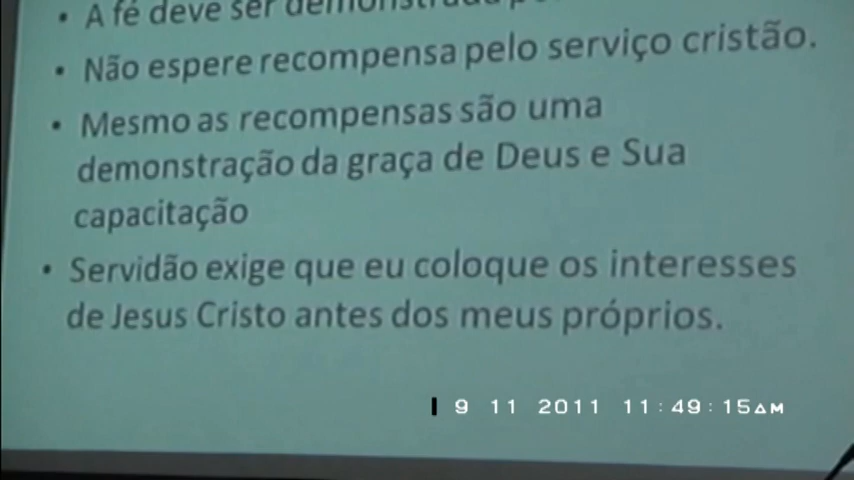 • A fé deve ser demonstrada
• Não espere recompensa pelo serviço cristão.
• Mesmo as recompensas são uma
demonstração da graça de Deus e Sua
capacitação
• Servidão exige que eu coloque os interesses
de Jesus Cristo antes dos meus próprios.
9 11 2011 11:49:15AM